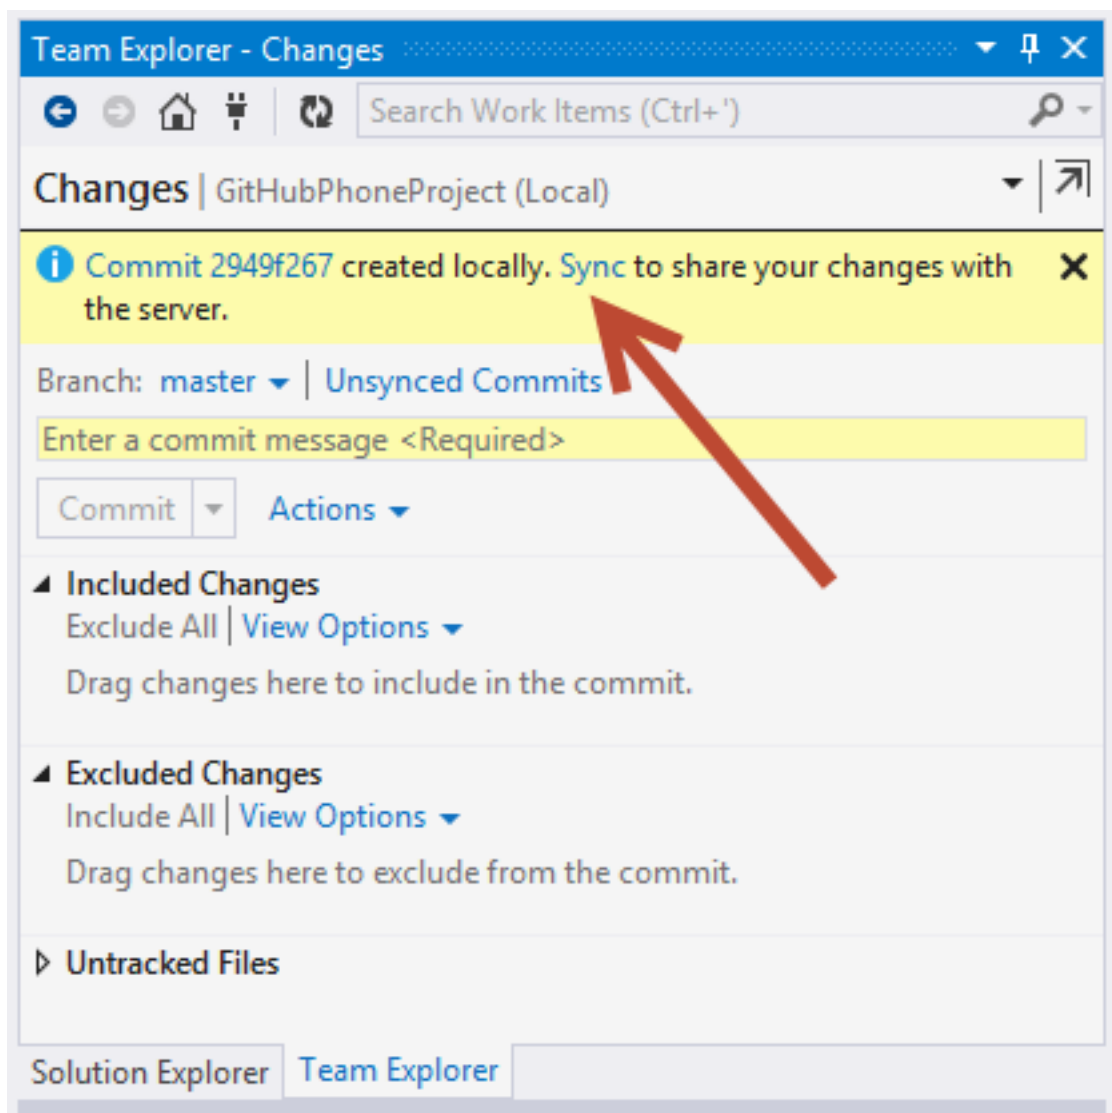 Team Explorer - Changes
Search Work Items (Ctrl+')
Changes | GitHubPhoneProject (Local)
Commit 2949f267 created locally. Sync to share your changes with
the server.
Branch: master | Unsynced Commits
Enter a commit message <Required>
Commit Actions
Included Changes
Exclude All | View Options
Drag changes here to include in the commit.
Excluded Changes
Include All | View Options
Drag changes here to exclude from the commit.
Untracked Files
Solution Explorer Team Explorer